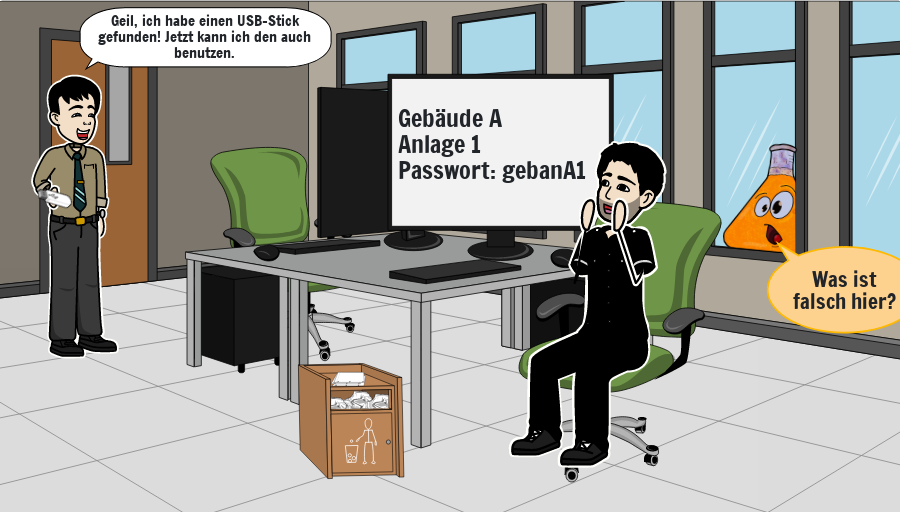 Geil, ich habe einen USB-Stick
gefunden! Jetzt kann ich den auch
benutzen.
Gebäude A
Anlage 1
Passwort: gebanA1
Was ist
falsch hier?